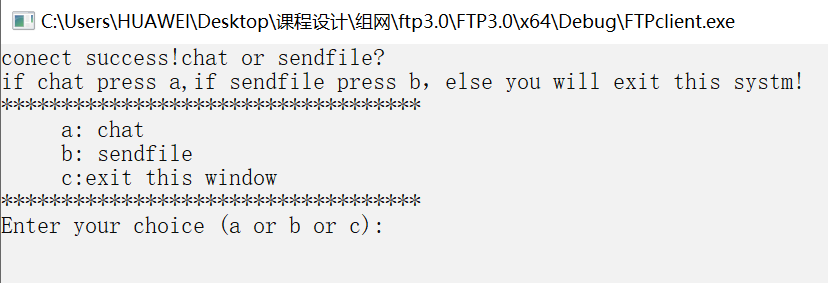 C:\Users\HUAWEI\Desktop\课程设计\组网\ftp3.0\FTP3.0\x64\Debug\FTPclient.exe
conect success!chat or sendfile?
if chat press a,if sendfile press b, else you will exit this systm!
***********************************
a: chat
b: sendfile
c:exit this window
***********************************
Enter your choice (a or b or c):